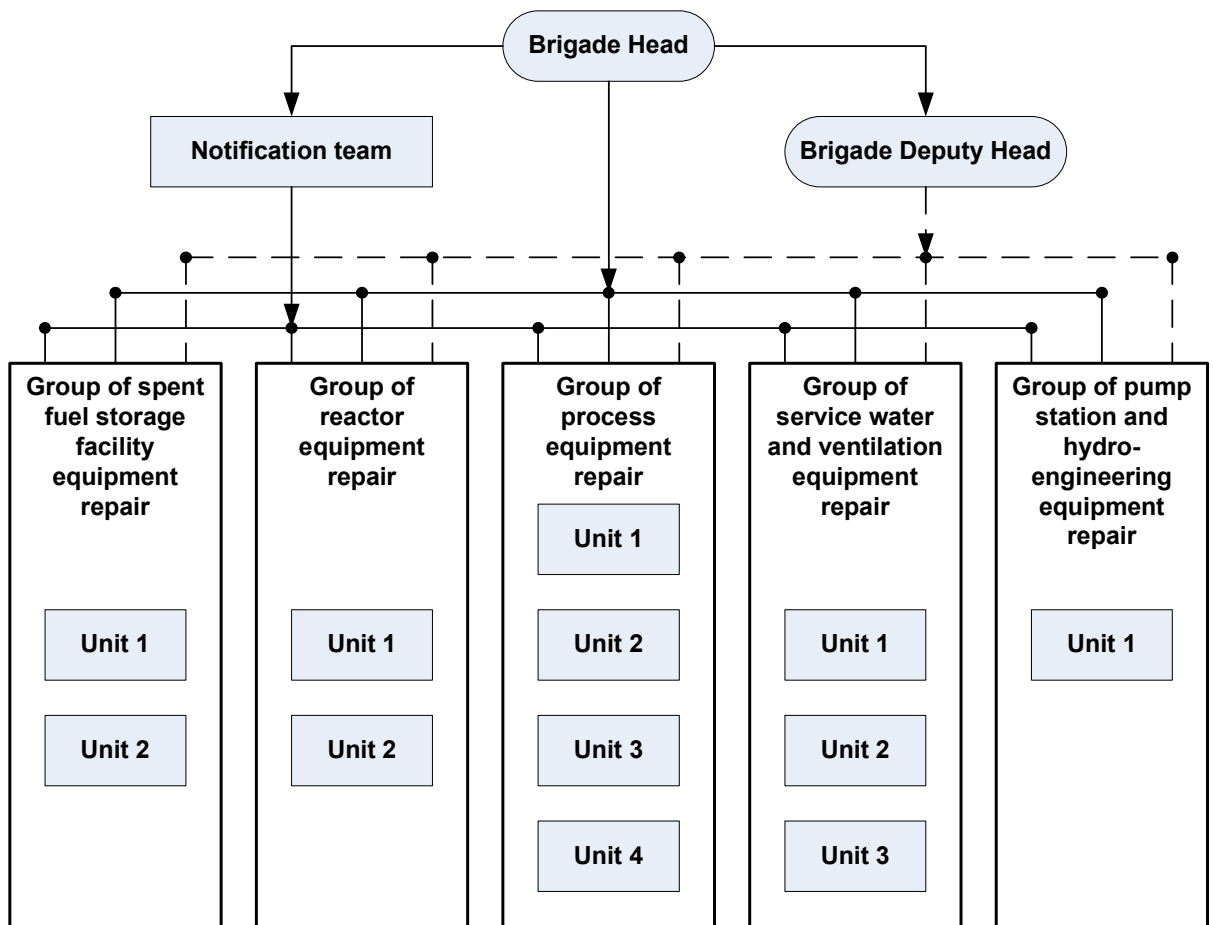 Brigade Head
Notification team
Brigade Deputy Head
Group of spent
fuel storage
facility
equipment
repair
Unit 1
Unit 2
Group of
reactor
equipment
repair
Unit 1
Unit 2
Group of
process
equipment
repair
Unit 1
Unit 2
Unit 3
Unit 4
Group of
service water
and ventilation
equipment
repair
Unit 1
Unit 2
Unit 3
Group of pump
station and
hydro-
engineering
equipment
repair
Unit 1